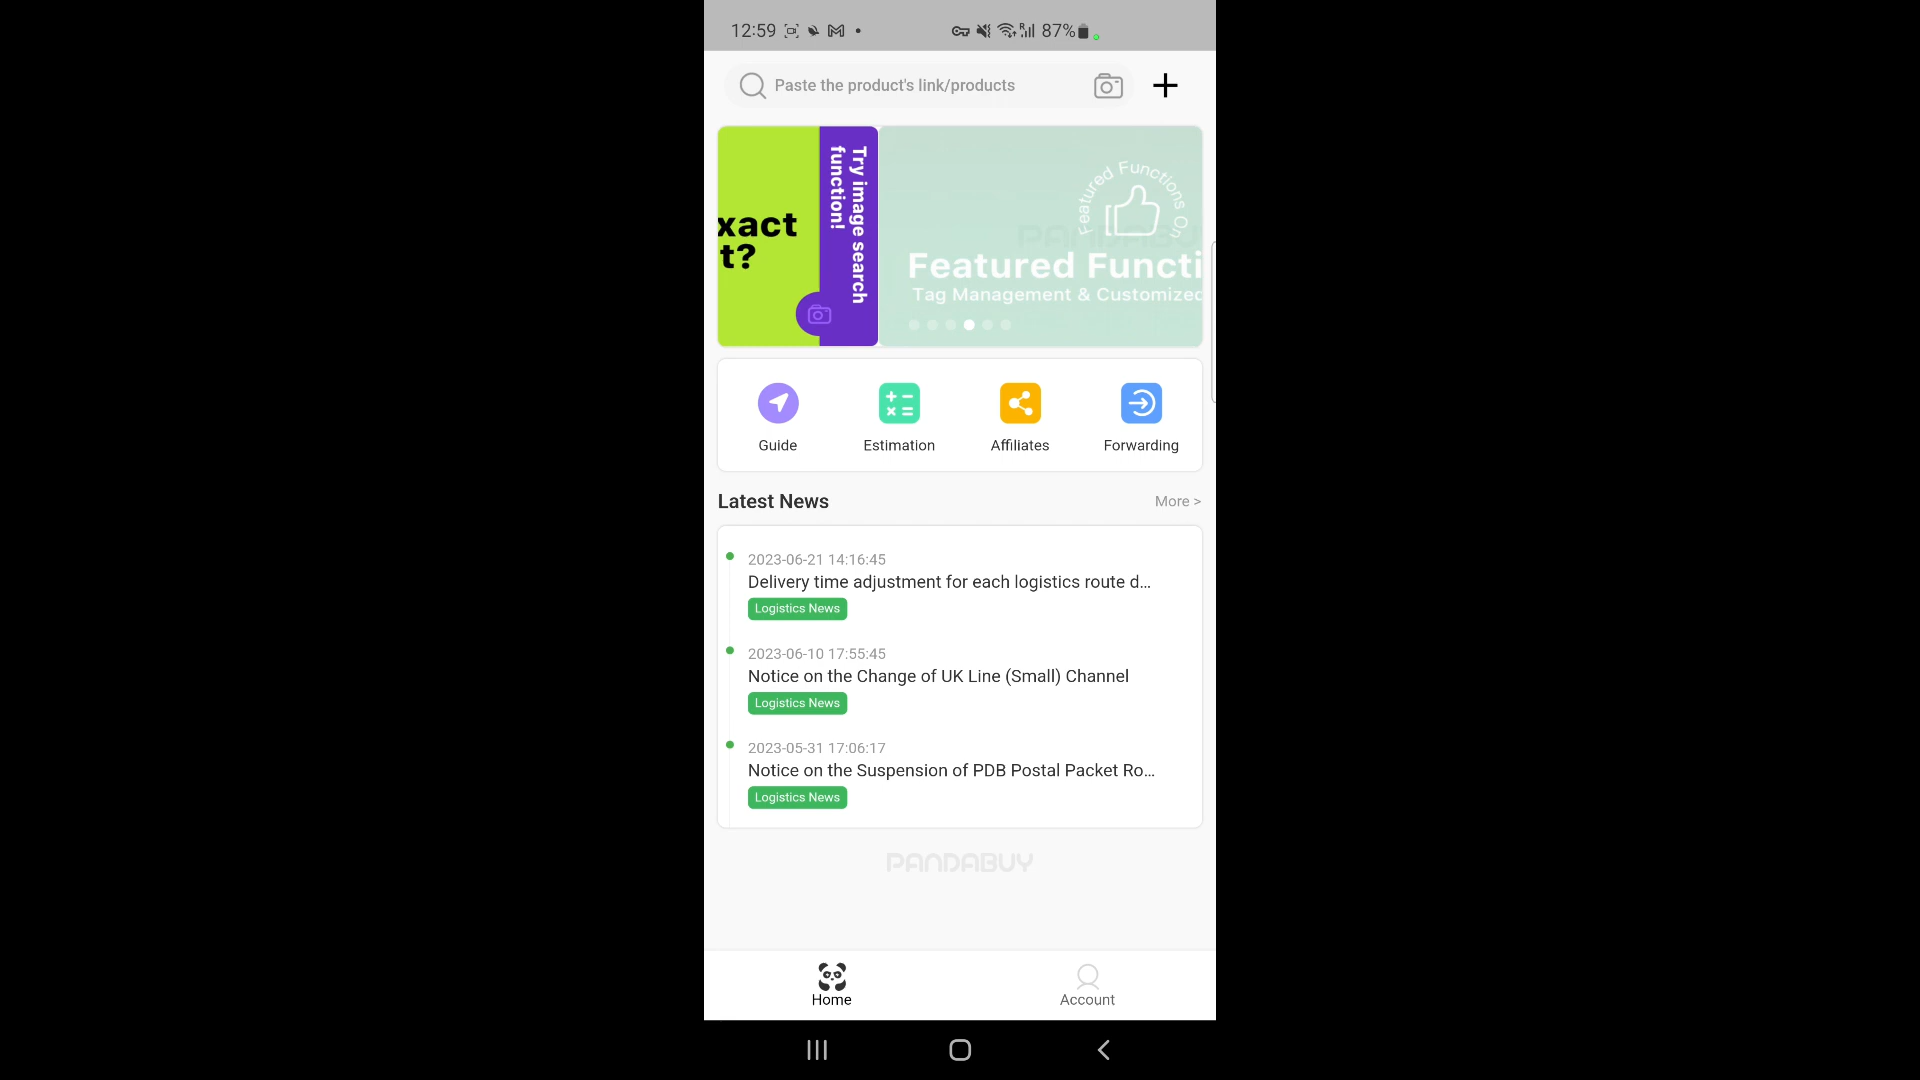 12:59
87%
Paste the product's link/products
xact
t?
Try image search
function!
Featured Functions On
PANDABUY
Featured Functi
Tag Management & Customized
Guide
Estimation
Affiliates
Forwarding
Latest News
More >
2023-06-21 14:16:45
Delivery time adjustment for each logistics route d...
Logistics News
2023-06-10 17:55:45
Notice on the Change of UK Line (Small) Channel
Logistics News
2023-05-31 17:06:17
Notice on the Suspension of PDB Postal Packet Ro...
Logistics News
PANDABUY
Home
Account